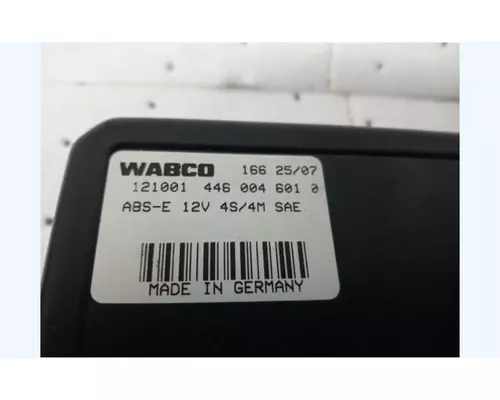 WABCO 166 25/07
121001 446 004 601 0
ABS-E 12V 4S/4M SAE
MADE IN GERMANY